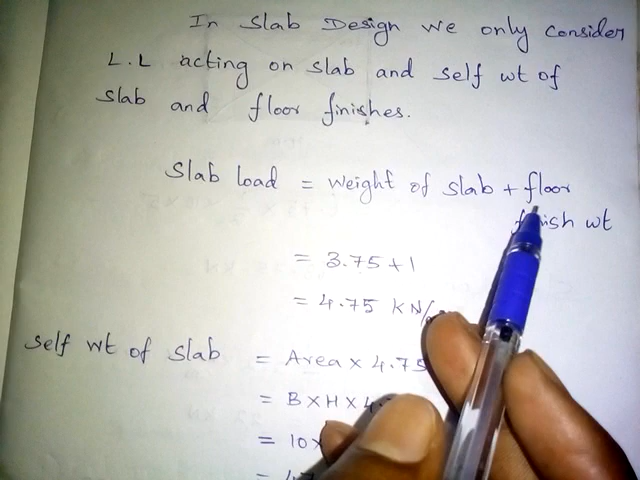 In Slab Design We only Consider
L.L acting on slab and self wt of
slab and floor finishes.
Slab load = weight of slab + floor
finish wt
= 3.75+1
= 4.75 KN/
self wt of slab = Area x 4.75
= B x H x 4.
= 10x